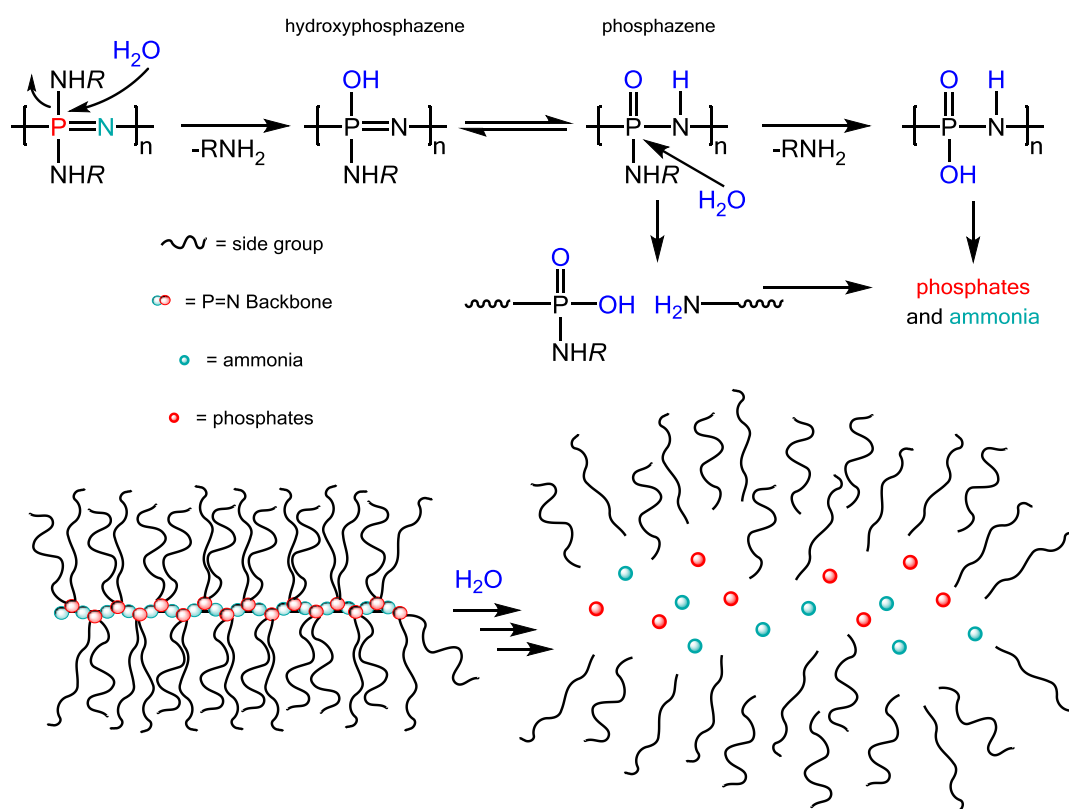 hydroxyphosphazene
phosphazene
H₂O
NHR
P=N
n
NHR
-RNH₂
OH
P=N
n
NHR
O H
P-N
n
NHR
H₂O
-RNH₂
O H
P-N
n
OH
= side group
= P=N Backbone
= ammonia
= phosphates
O
P-OH
NHR
H₂N
phosphates
and ammonia
H₂O